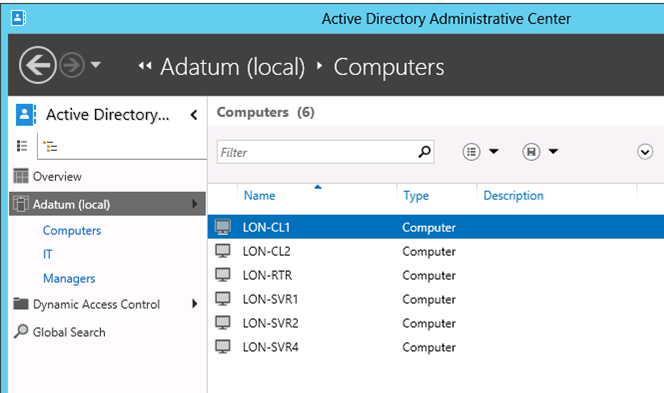 Active Directory Administrative Center
Adatum (local) Computers
Active Directory...
Overview
Adatum (local)
Computers
IT
Managers
Dynamic Access Control
Global Search
Computers (6)
Filter
Name Type Description
LON-CL1 Computer
LON-CL2 Computer
LON-RTR Computer
LON-SVR1 Computer
LON-SVR2 Computer
LON-SVR4 Computer